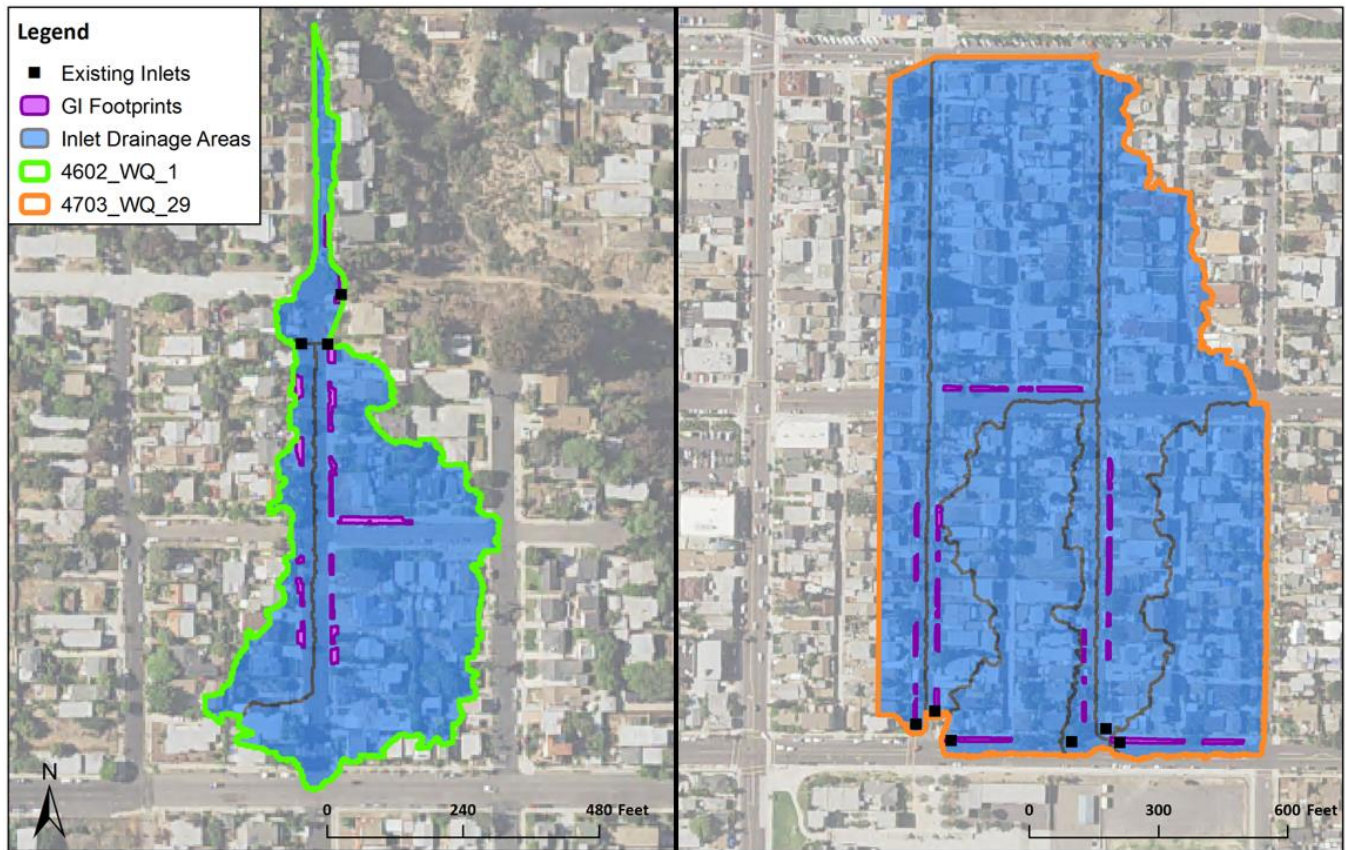 Legend
Existing Inlets
GI Footprints
Inlet Drainage Areas
4602_WQ_1
4703_WQ_29
N
0 240 480 Feet
0 300 600 Feet